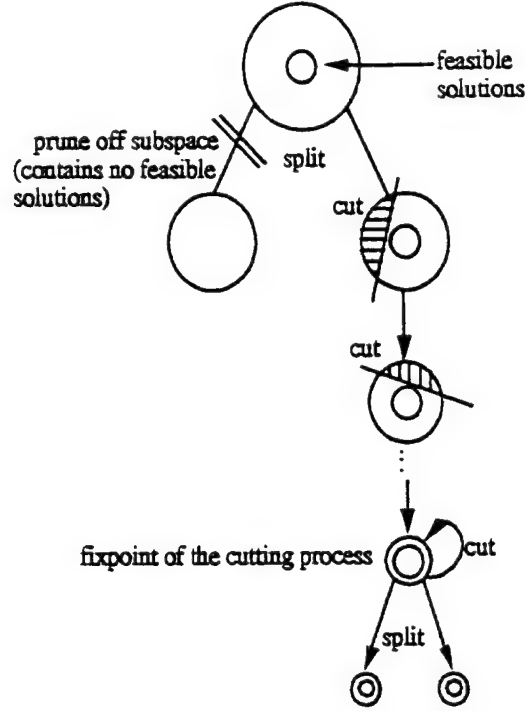 feasible
solutions
prune off subspace
(contains no feasible
solutions)
split
cut
cut
fixpoint of the cutting process
cut
split